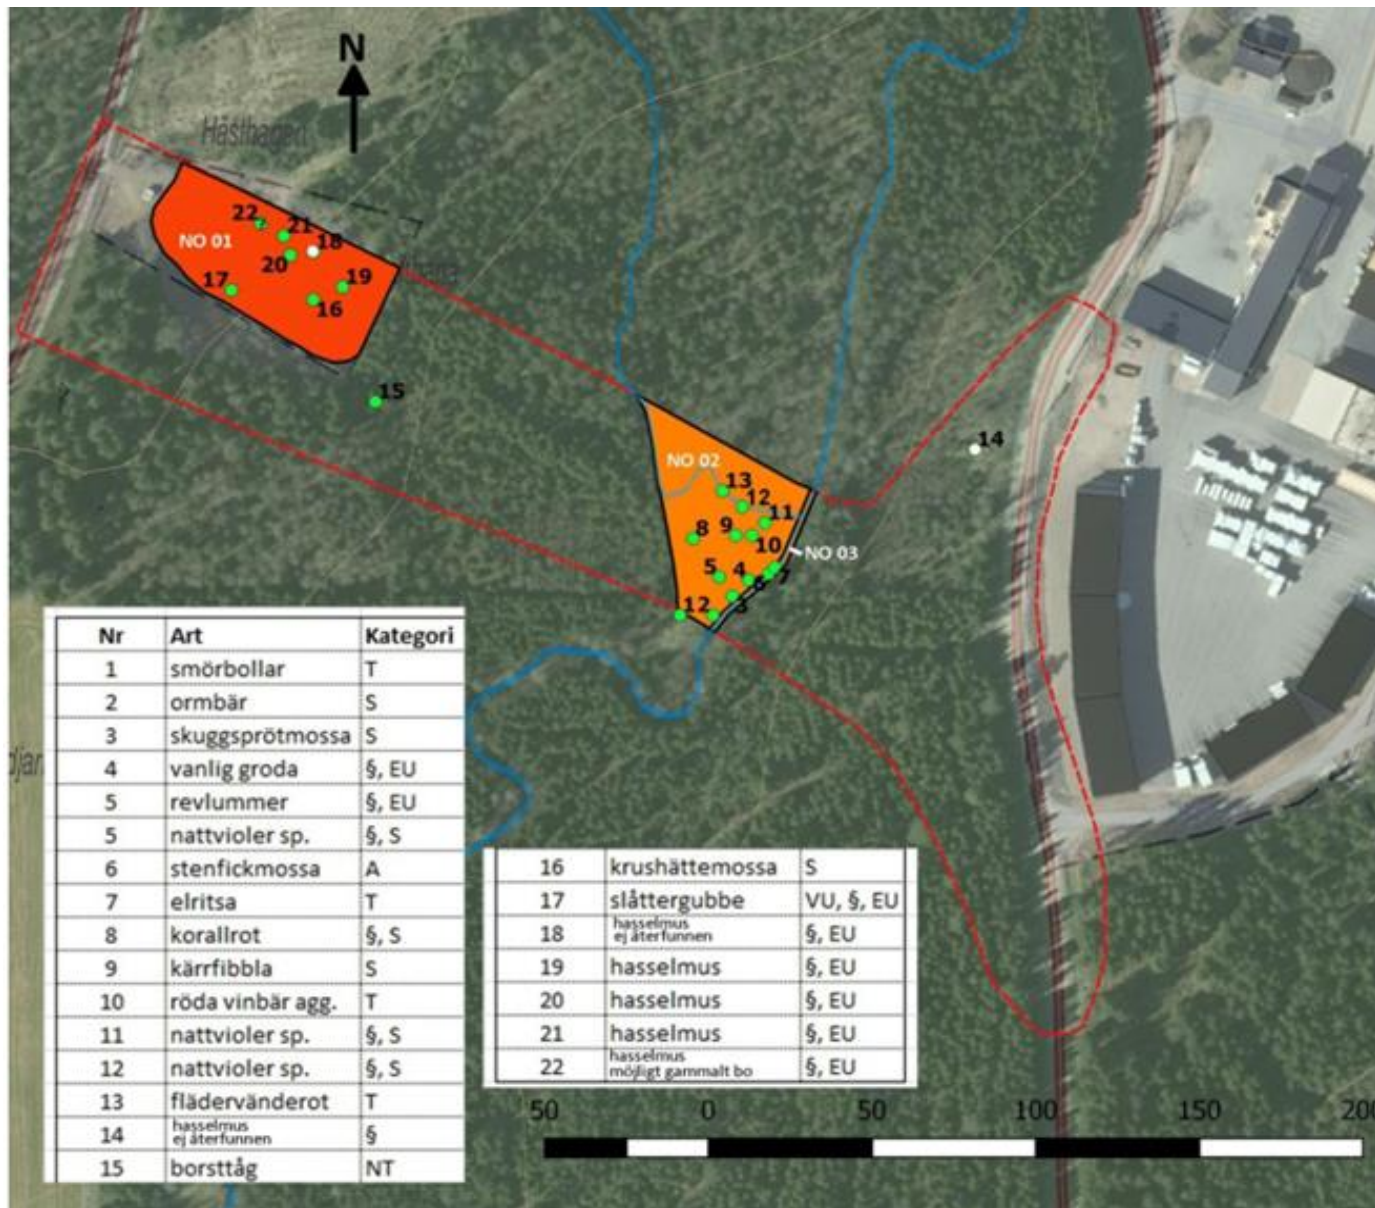 N
Hästhagen
22
21
18
NO 01
20
19
17
16
15
14
NO 02
13
12
11
9
8
10
NO 03
5
4
7
6
12
3
Nr Art Kategori
1 smörbollar T
2 ormbär S
3 skuggsprötmossa S
4 vanlig groda §, EU
5 revlummer §, EU
5 nattvioler sp. §, S
6 stenfickmossa A
7 elritsa T
8 korallrot §, S
9 kärrfibbla S
10 röda vinbär agg. T
11 nattvioler sp. §, S
12 nattvioler sp. §, S
13 flädervänderot T
14 hasselmus §
ej återfunnen
15 borsttåg NT
16 krushättemossa S
17 slåttergubbe VU, §, EU
18 hasselmus §, EU
ej återfunnen
19 hasselmus §, EU
20 hasselmus §, EU
21 hasselmus §, EU
22 hasselmus §, EU
möjligt gammalt bo
50 0 50 100 150 200